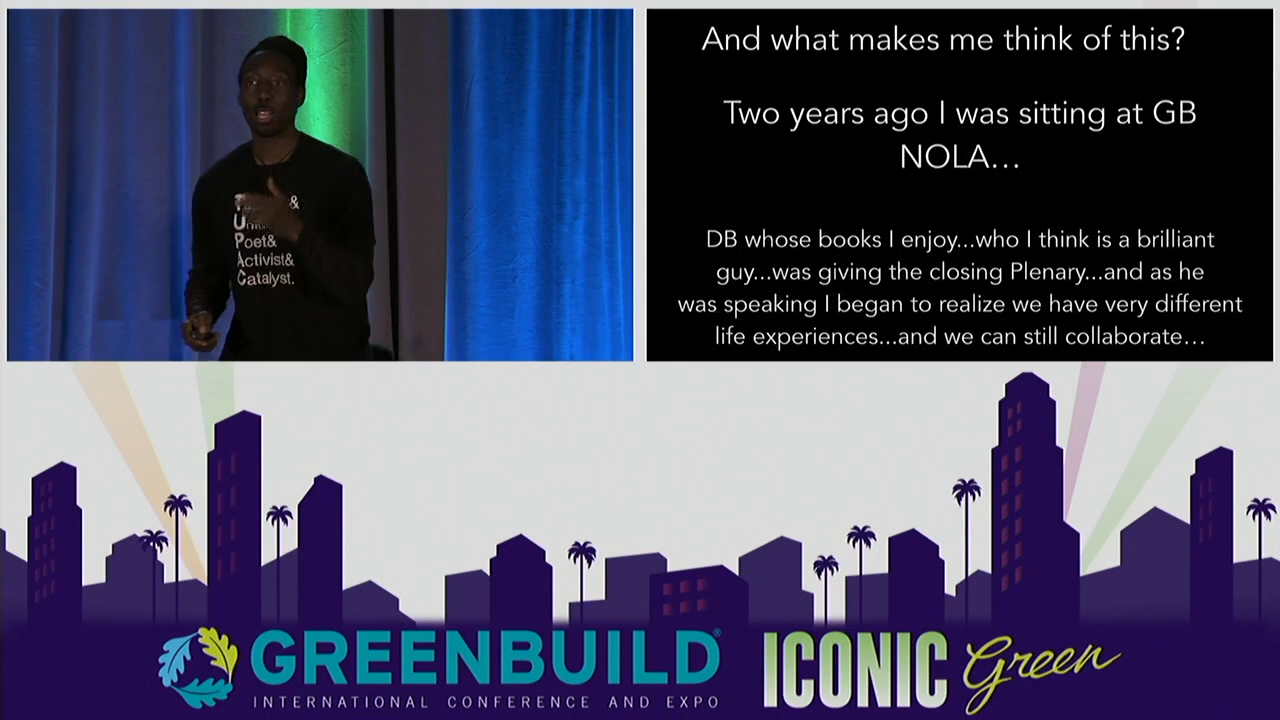 &
U
Poet&
Activist&
Catalyst.
And what makes me think of this?
Two years ago I was sitting at GB
NOLA...
DB whose books I enjoy...who I think is a brilliant
guy...was giving the closing Plenary...and as he
was speaking I began to realize we have very different
life experiences...and we can still collaborate...
GREENBUILD®
INTERNATIONAL CONFERENCE AND EXPO
ICONIC Green